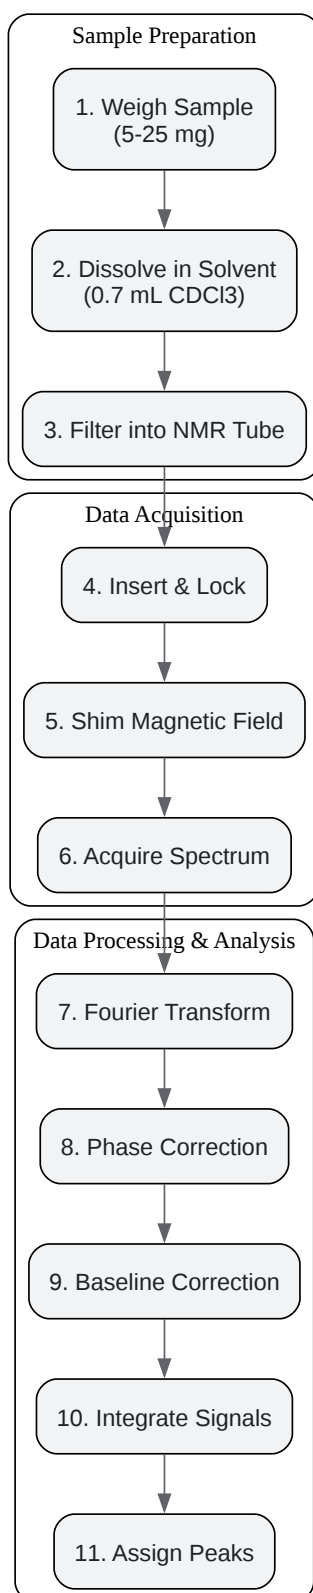 Sample Preparation
1. Weigh Sample
(5-25 mg)
2. Dissolve in Solvent
(0.7 mL CDCl3)
3. Filter into NMR Tube
Data Acquisition
4. Insert & Lock
5. Shim Magnetic Field
6. Acquire Spectrum
Data Processing & Analysis
7. Fourier Transform
8. Phase Correction
9. Baseline Correction
10. Integrate Signals
11. Assign Peaks